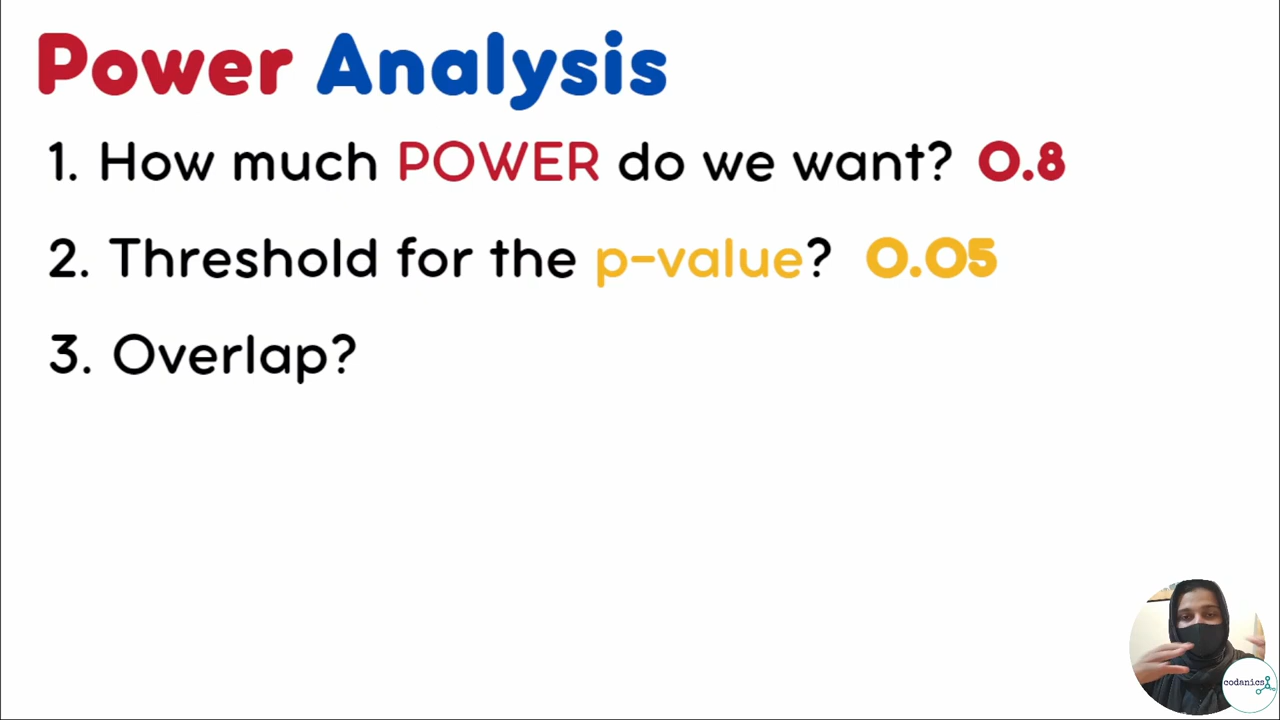 Power Analysis
1. How much POWER do we want? 0.8
2. Threshold for the p-value? 0.05
3. Overlap?
codanics